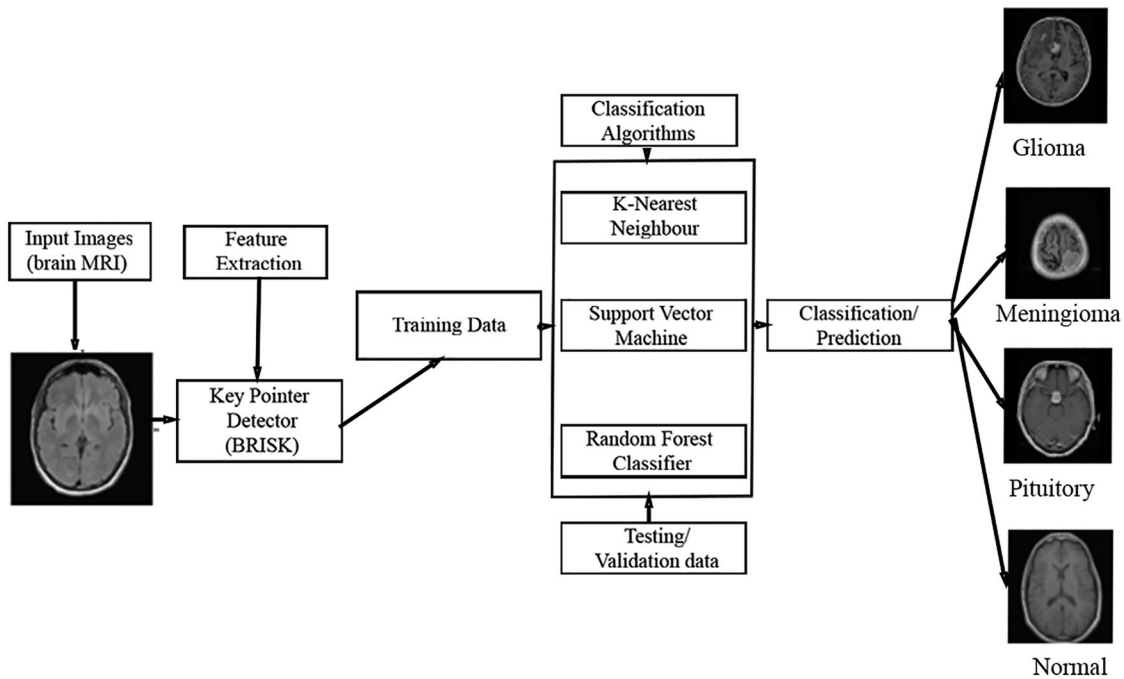 Input Images
(brain MRI)
Feature
Extraction
Key Pointer
Detector
(BRISK)
Training Data
Classification
Algorithms
K-Nearest
Neighbour
Support Vector
Machine
Random Forest
Classifier
Testing/
Validation data
Classification/
Prediction
Glioma
Meningioma
Pituitory
Normal